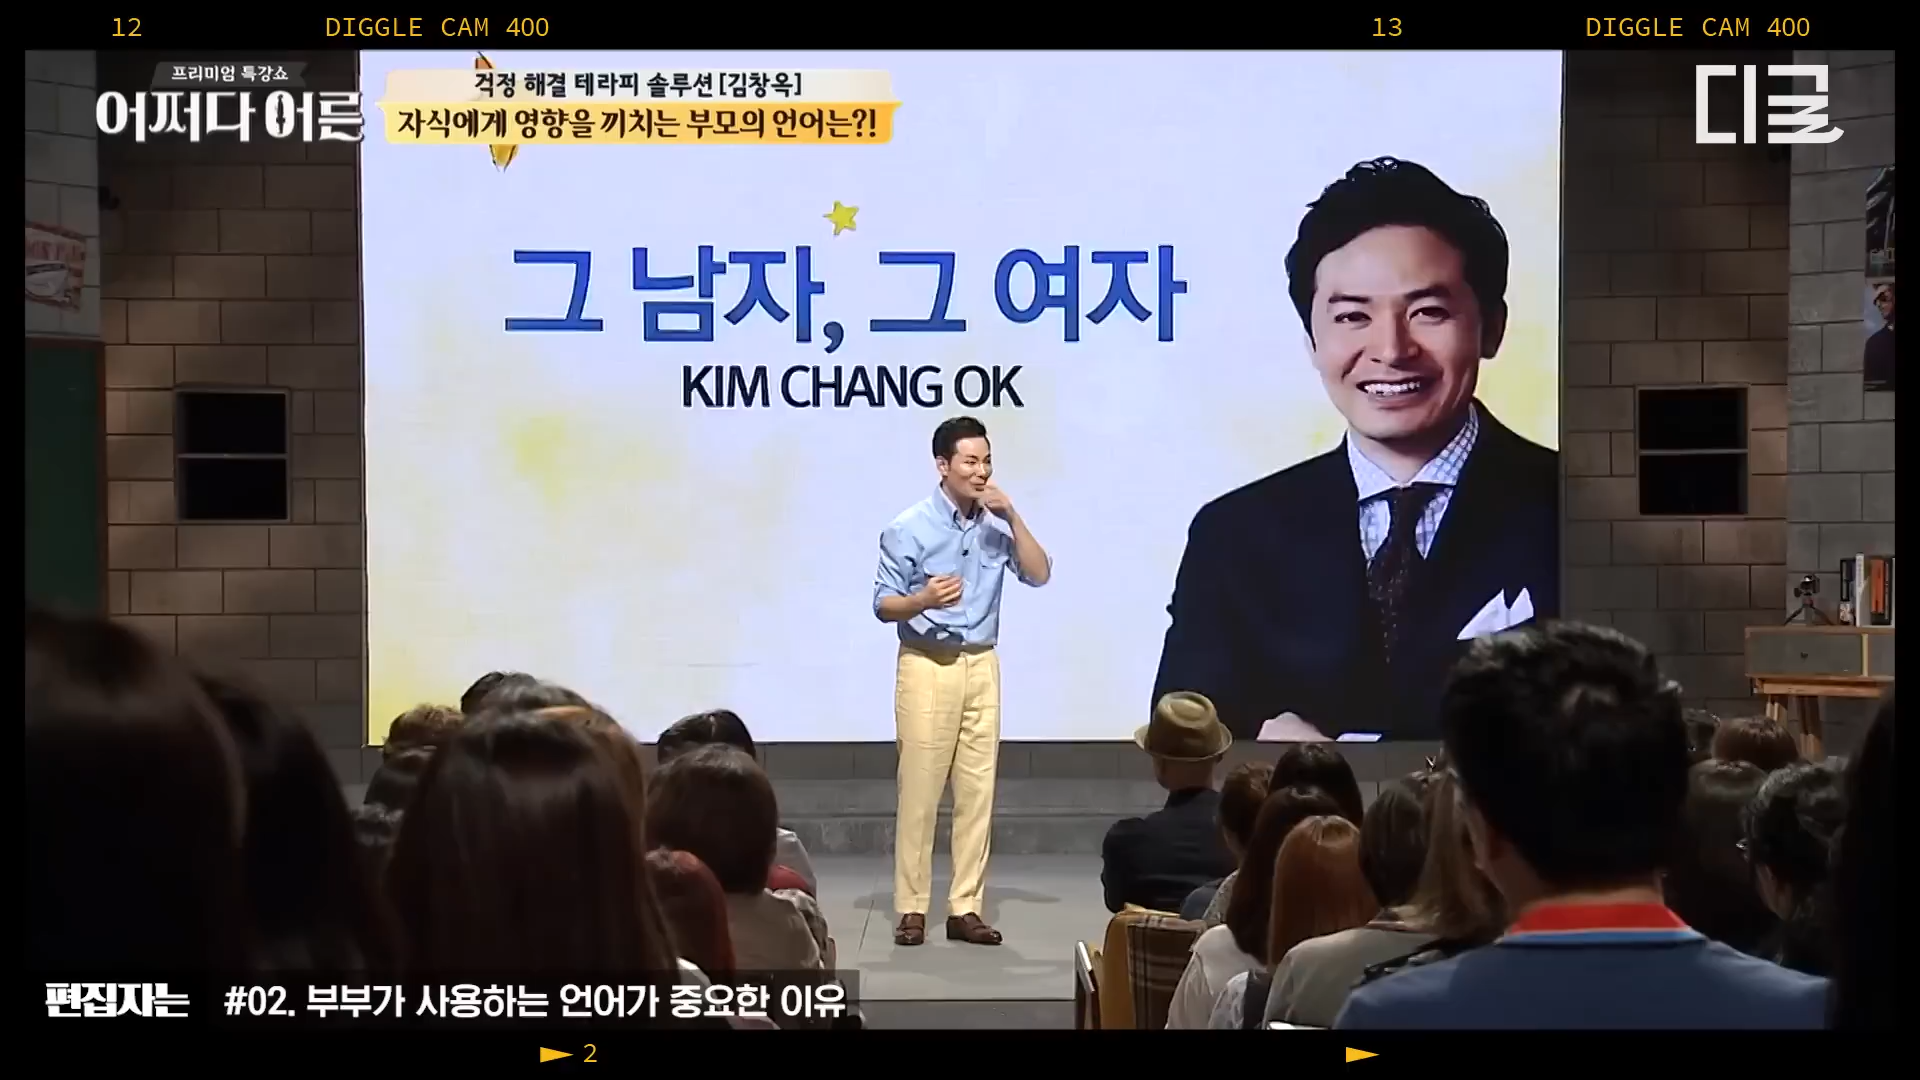 12
DIGGLE CAM 400
13
DIGGLE CAM 400
프리미엄 특강쇼
어쩌다 어른
걱정 해결 테라피 솔루션 [김창옥]
자식에게 영향을 끼치는 부모의 언어는?!
디글
그 남자, 그 여자
KIM CHANG OK
편집자는
#02. 부부가 사용하는 언어가 중요한 이유
2